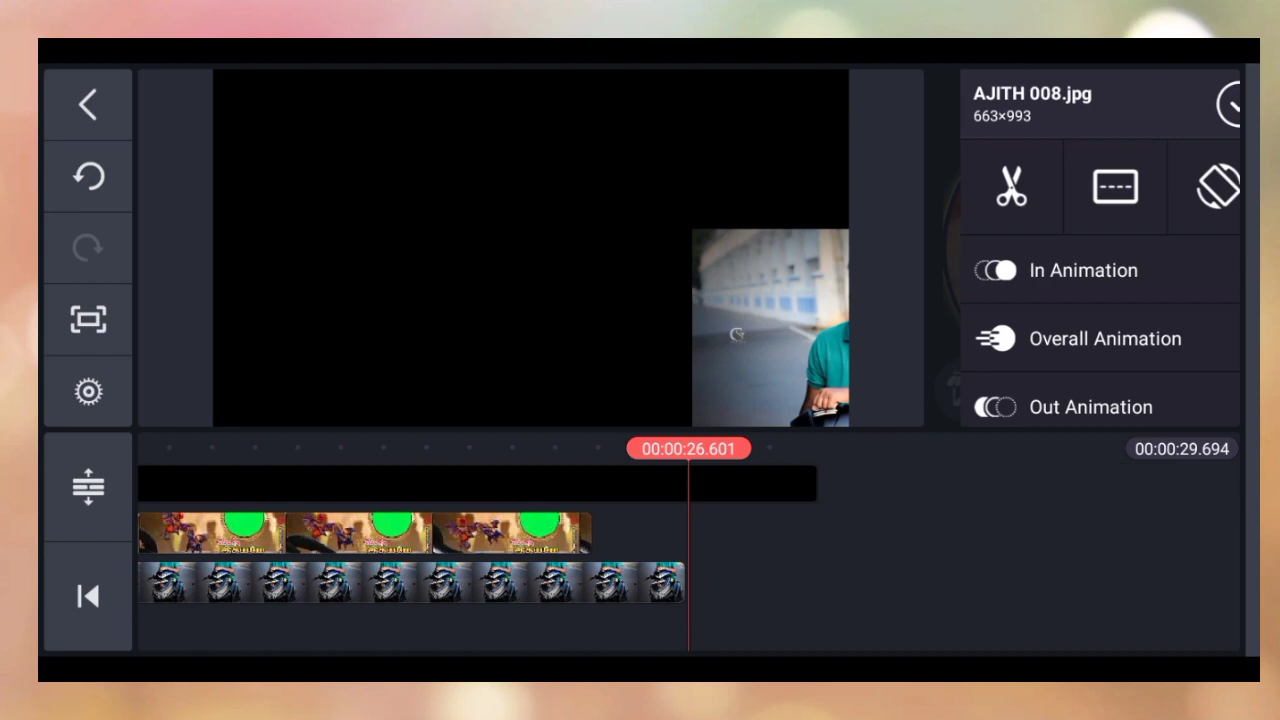 AJITH 008.jpg
663×993
In Animation
Overall Animation
Out Animation
00:00:26.601
00:00:29.694